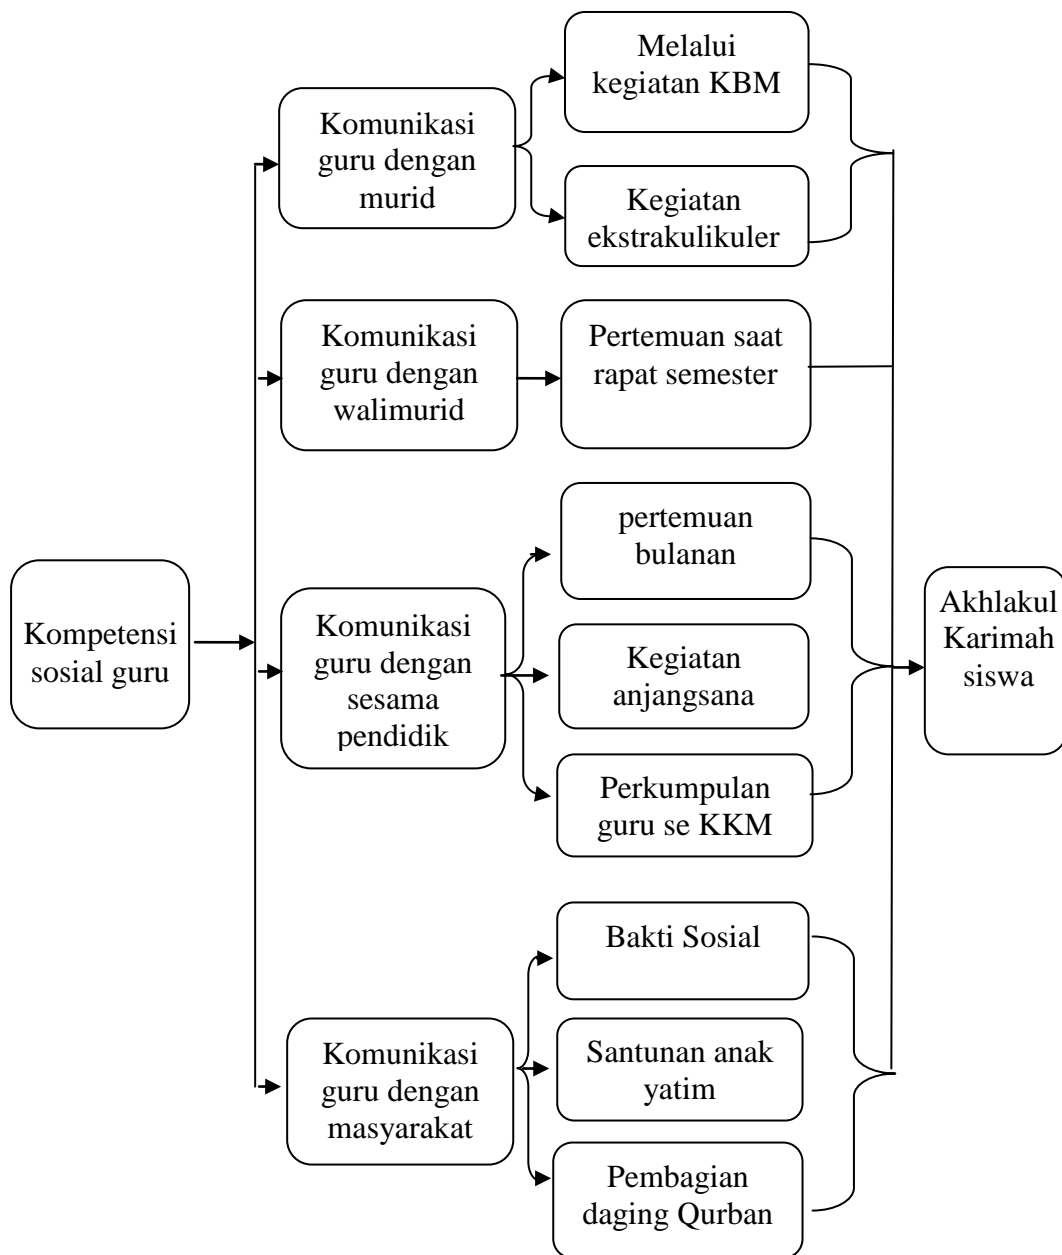 Kompetensi
sosial guru
Komunikasi
guru dengan
murid
Melalui
kegiatan KBM
Kegiatan
ekstrakulikuler
Komunikasi
guru dengan
walimurid
Pertemuan saat
rapat semester
Komunikasi
guru dengan
sesama
pendidik
pertemuan
bulanan
Kegiatan
anjangsana
Perkumpulan
guru se KKM
Komunikasi
guru dengan
masyarakat
Bakti Sosial
Santunan anak
yatim
Pembagian
daging Qurban
Akhlakul
Karimah
siswa